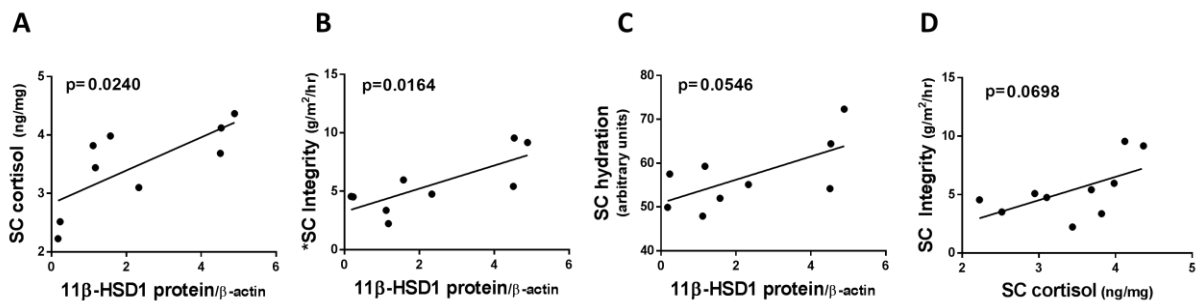 A
B
C
D
p=0.0240
SC cortisol (ng/mg)
5
4
3
2
0
2
4
6
11β-HSD1 protein/β-actin
p=0.0164
*SC Integrity (g/m²/hr)
15
10
5
0
0
2
4
6
11β-HSD1 protein/β-actin
p=0.0546
SC hydration
(arbitrary units)
80
70
60
50
40
0
2
4
6
11β-HSD1 protein/β-actin
p=0.0698
SC Integrity (g/m²/hr)
15
10
5
0
2
3
4
5
SC cortisol (ng/mg)